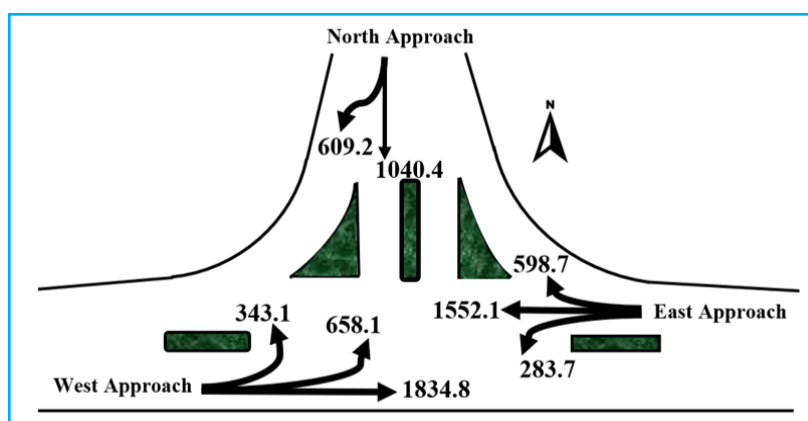 North Approach
N
609.2
1040.4
598.7
343.1
658.1
1552.1
East Approach
283.7
West Approach
1834.8